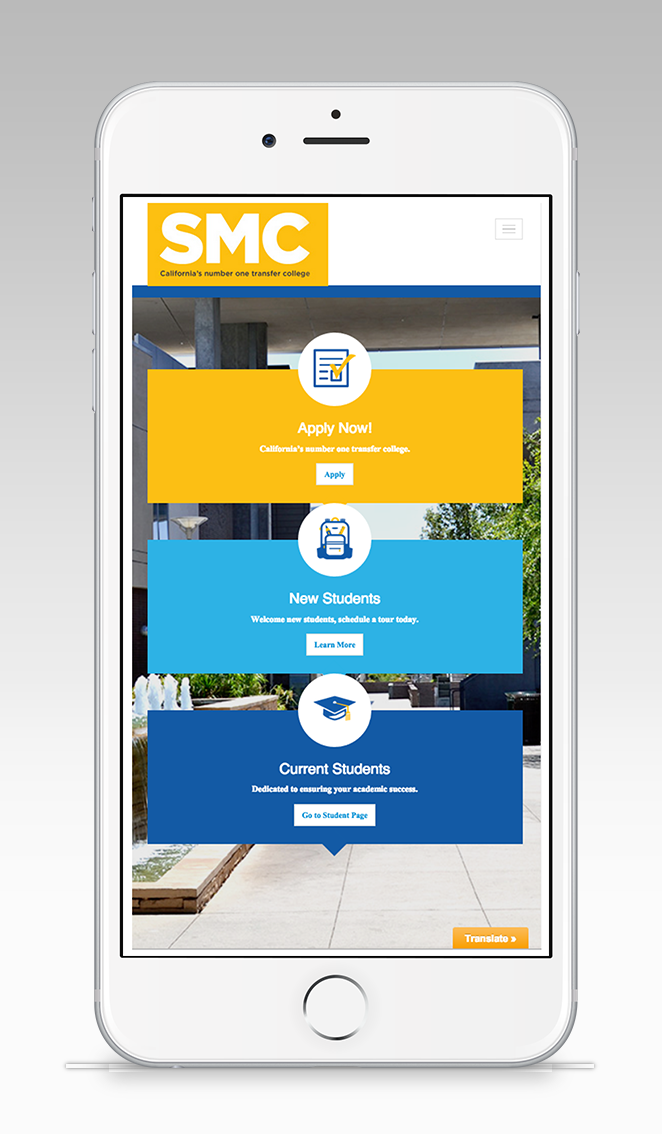 SMC
California's number one transfer college
Apply Now!
California's number one transfer college.
Apply
New Students
Welcome new students, schedule a tour today.
Learn More
Current Students
Dedicated to ensuring your academic success.
Go to Student Page
Translate »